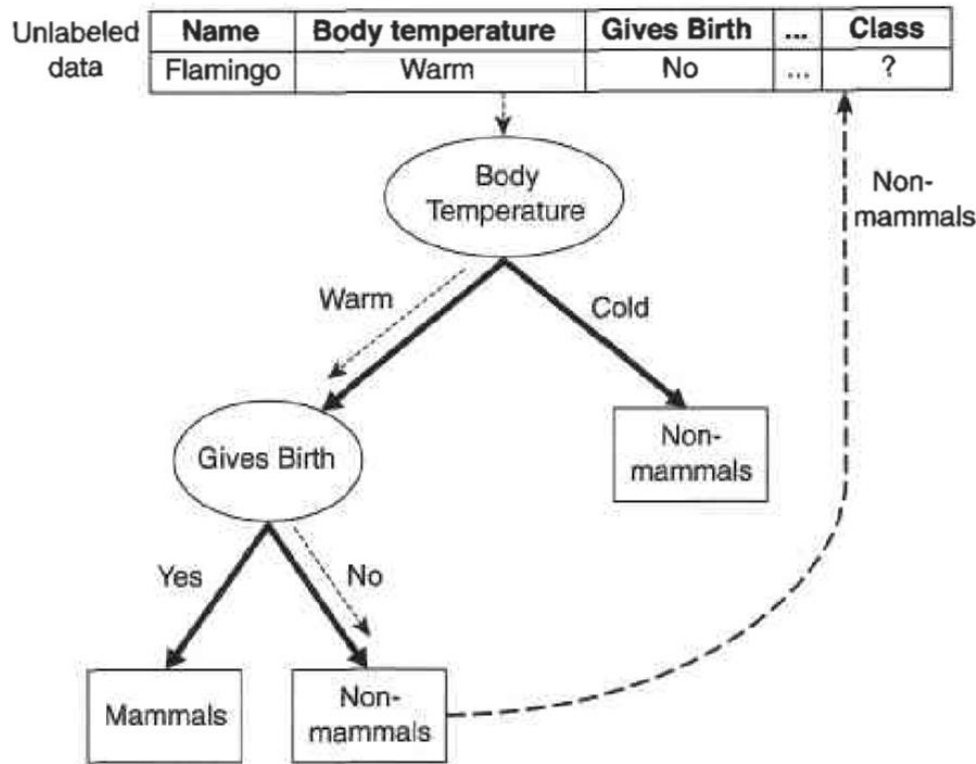 Unlabeled
data
Name Body temperature Gives Birth ... Class
Flamingo Warm No ... ?
Body
Temperature
Non-
mammals
Warm
Cold
Gives Birth
Non-
mammals
Yes
No
Mammals
Non-
mammals